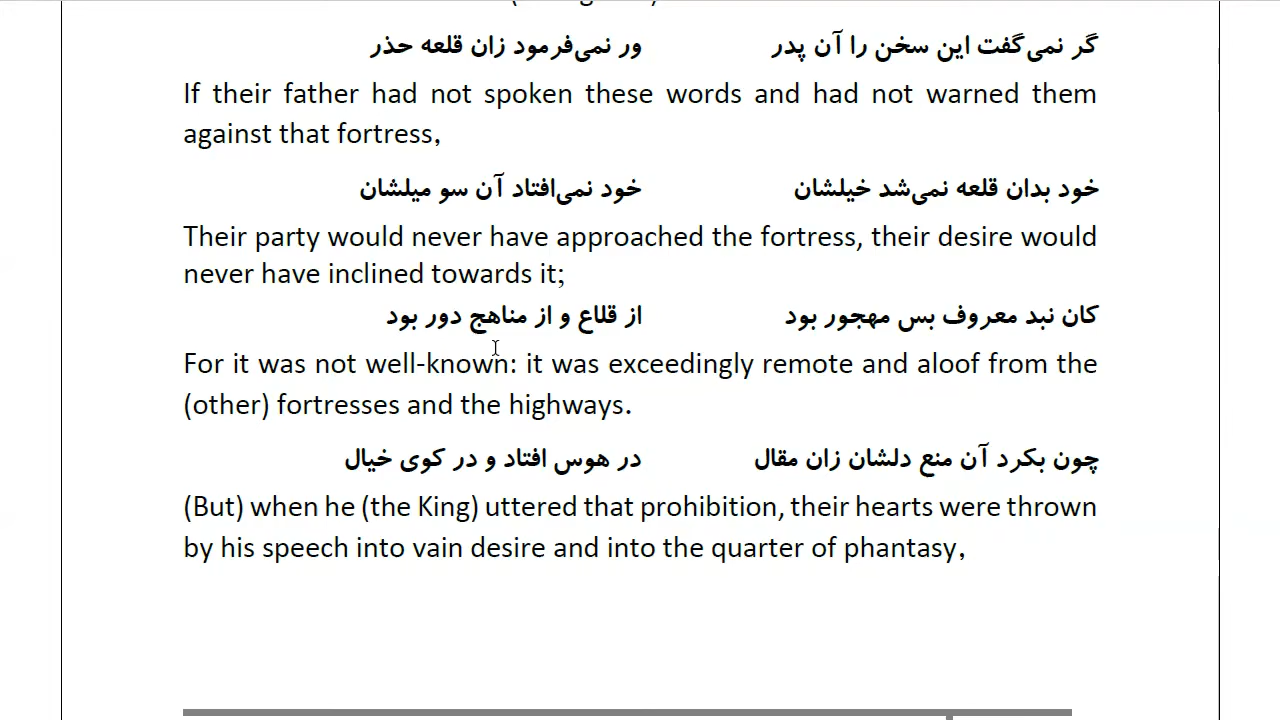 گر نمی‌گفت این سخن را آن پدر ور نمی‌فرمود زان قلعه حذر
If their father had not spoken these words and had not warned them
against that fortress,
خود بدان قلعه نمی‌شد خیلشان خود نمی‌افتاد آن سو میلشان
Their party would never have approached the fortress, their desire would
never have inclined towards it;
کان نبد معروف بس مهجور بود از قلاع و از مناهج دور بود
For it was not well-known: it was exceedingly remote and aloof from the
(other) fortresses and the highways.
چون بکرد آن منع دلشان زان مقال در هوس افتاد و در کوی خیال
(But) when he (the King) uttered that prohibition, their hearts were thrown
by his speech into vain desire and into the quarter of phantasy,